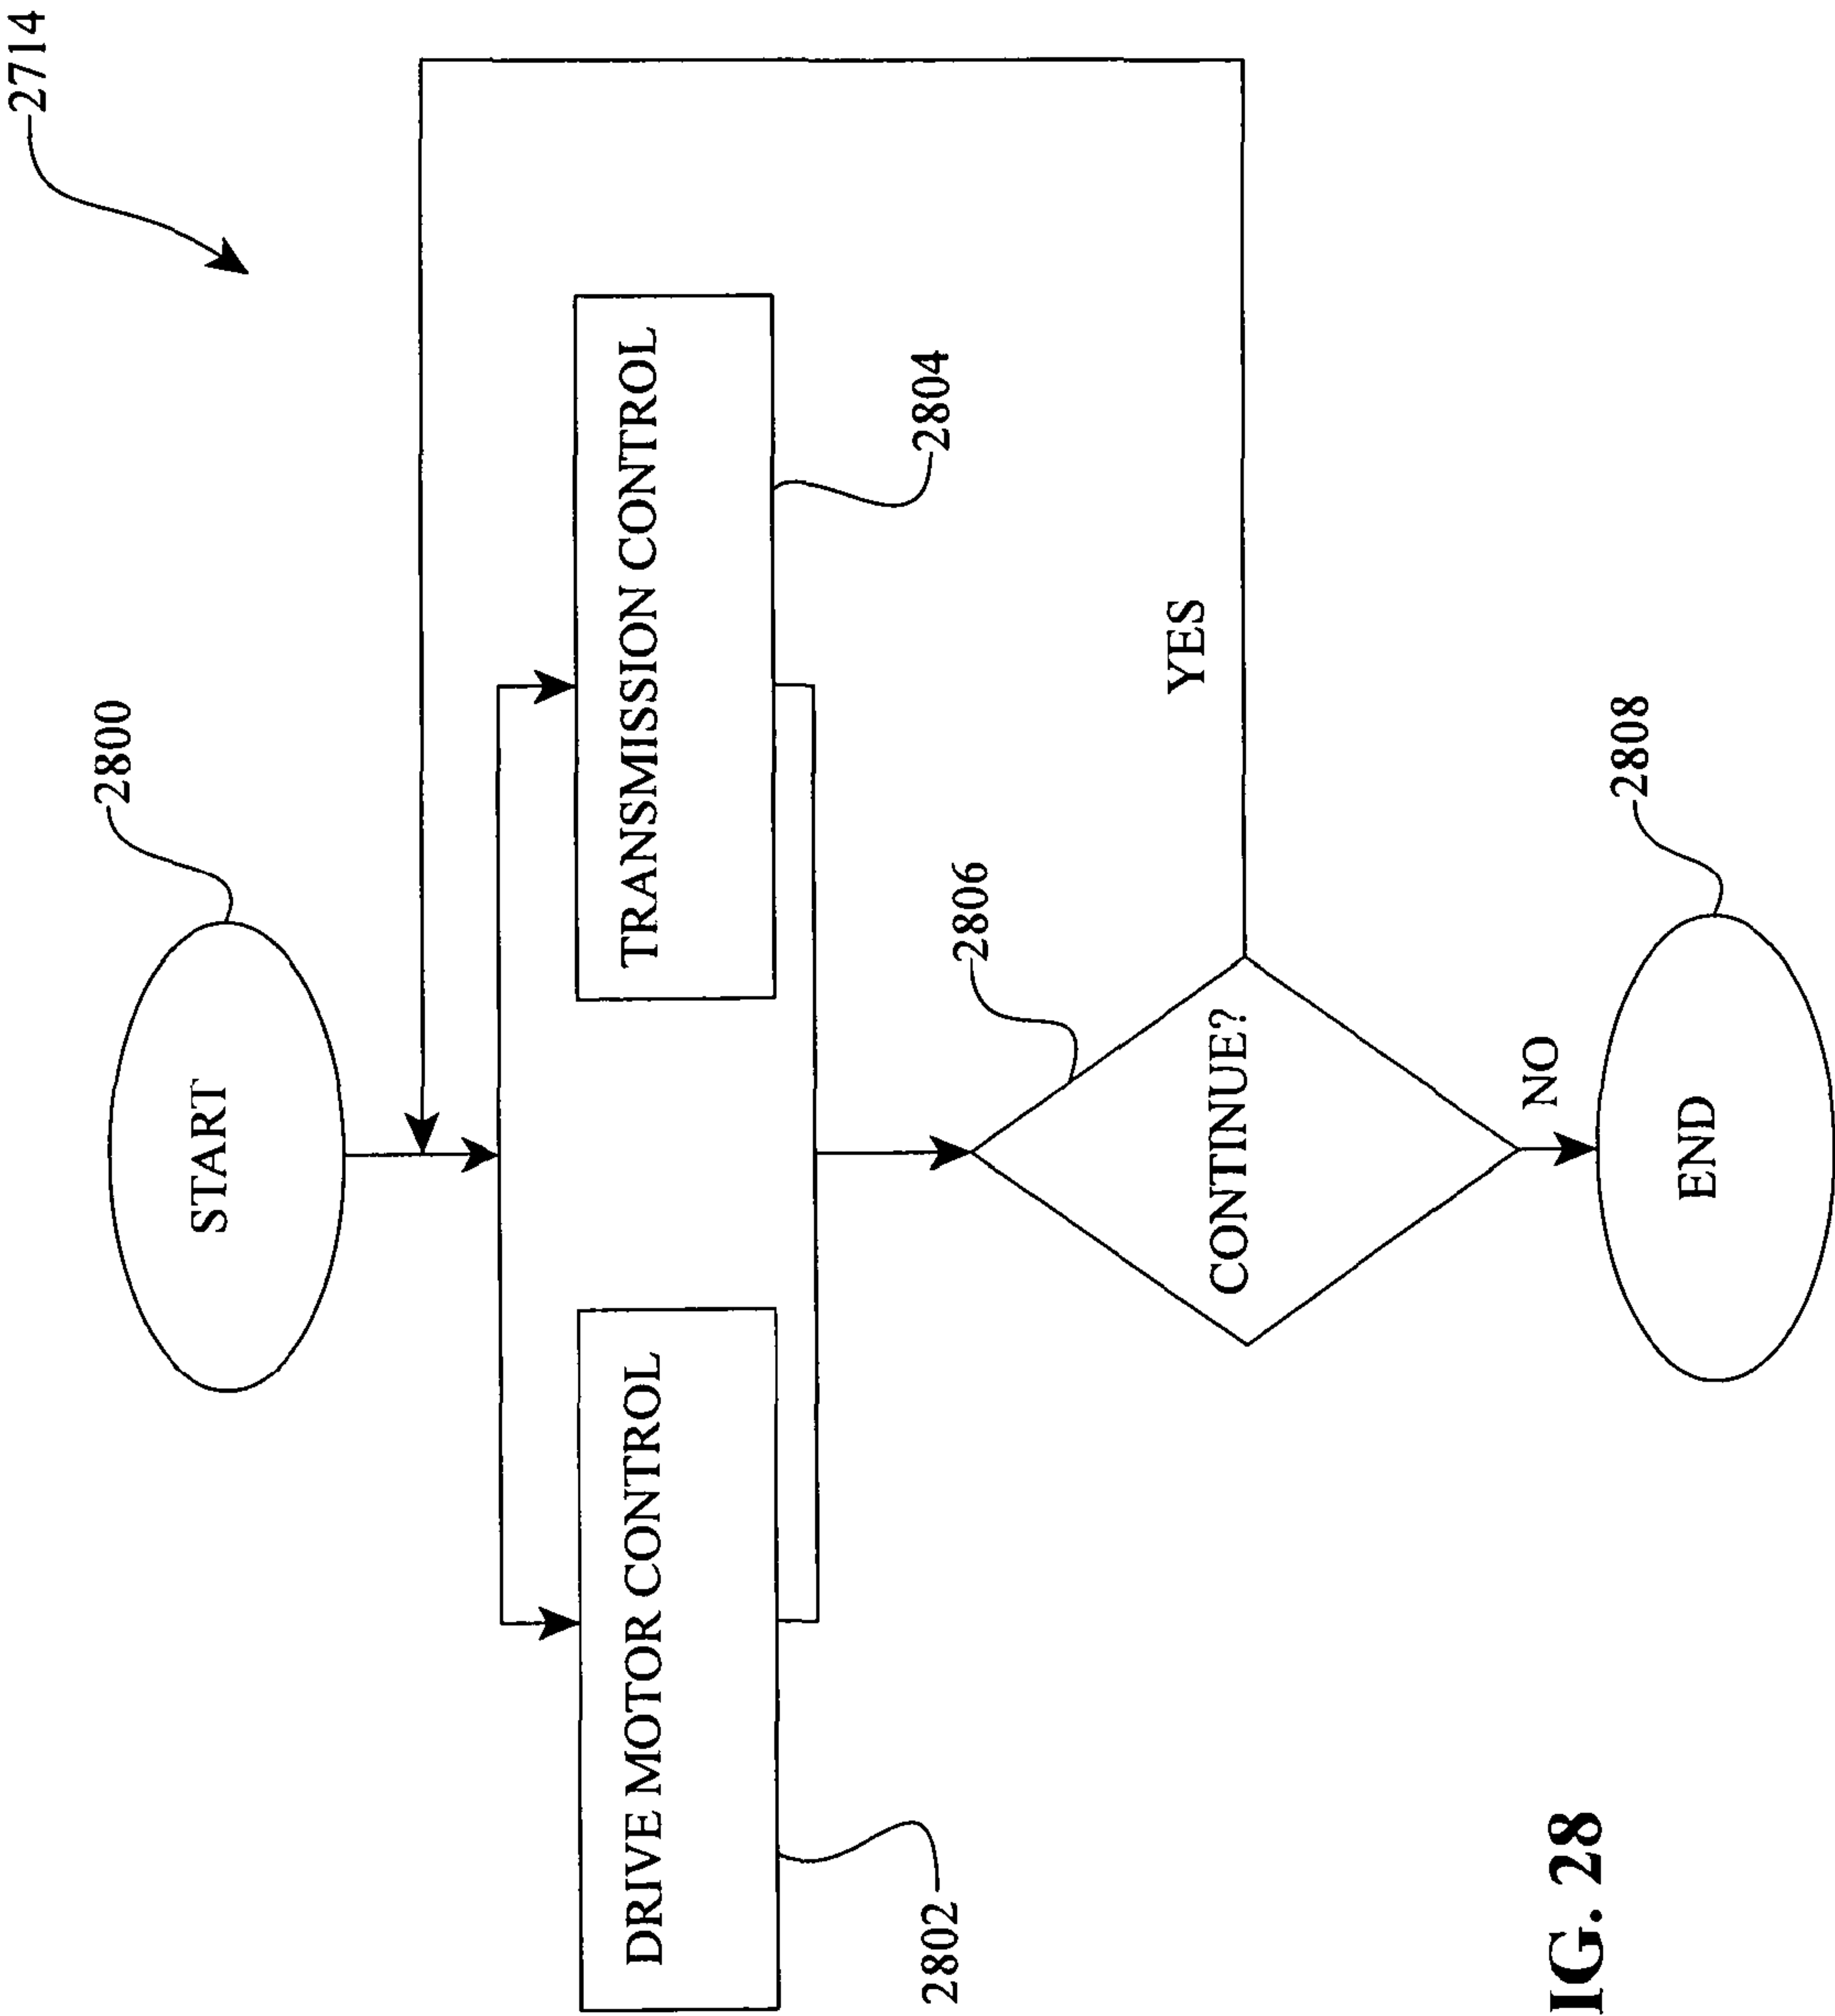 2714
2800
START
DRIVE MOTOR CONTROL
TRANSMISSION CONTROL
2802
2804
2806
CONTINUE?
YES
NO
2808
END
IG. 28